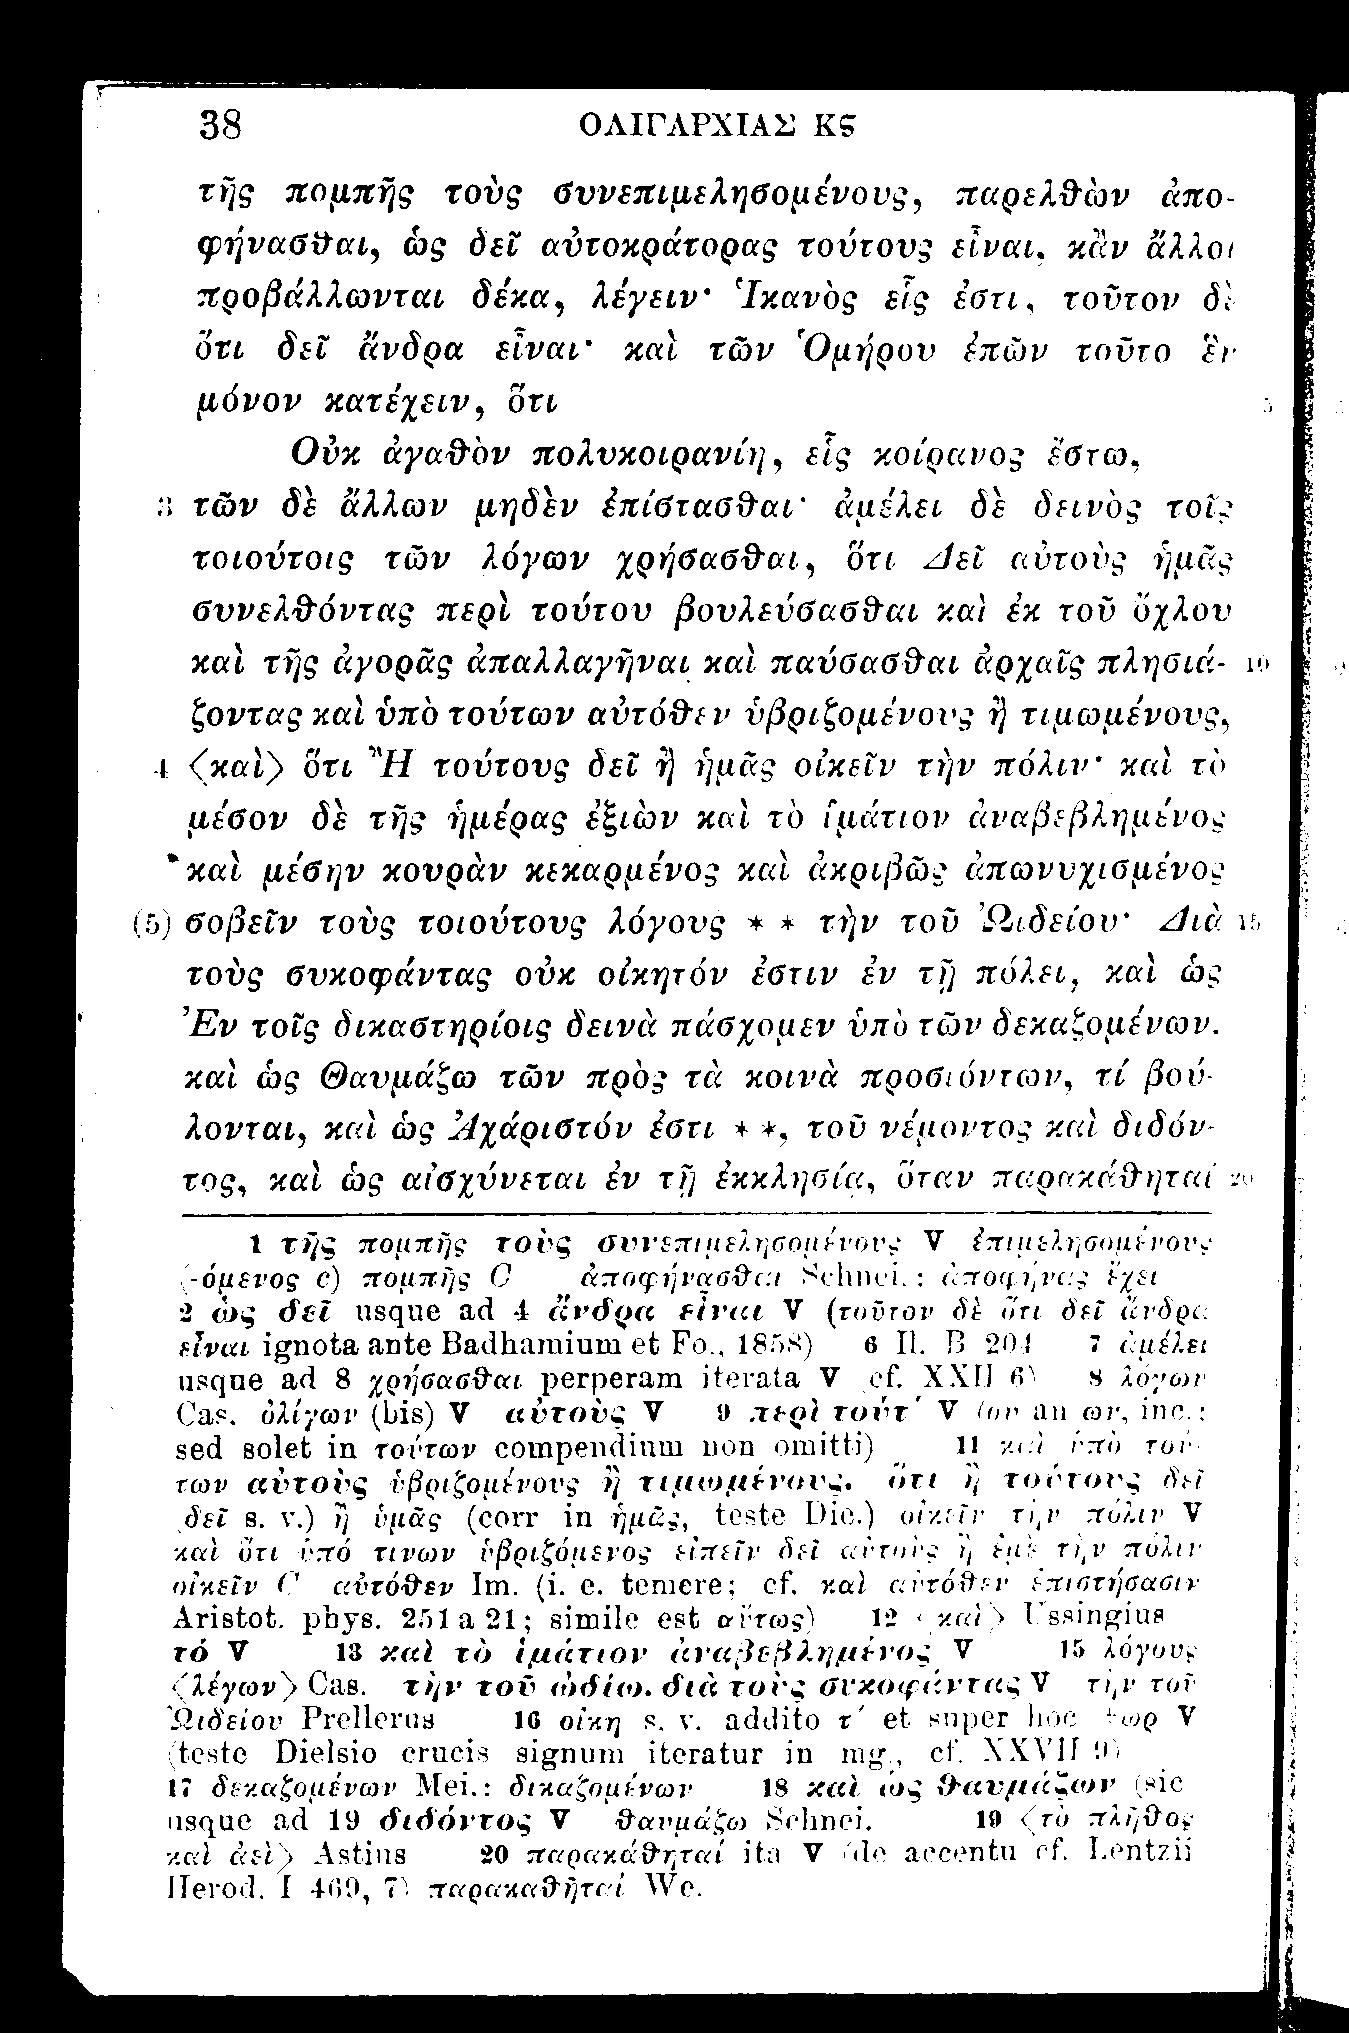 38 ΟΛΙΓΑΡΧΙΑΣ Κϛ
τῆς πομπῆς τοὺς συνεπιμελησομένους, παρελθὼν ἀπο-
φήνασθαι, ὡς δεῖ αὐτοκράτορας τούτους εἶναι, κἂν ἄλλοι
προβάλλωνται δέκα, λέγειν· Ἱκανὸς εἷς ἐστι, τοῦτον δὲ
ὅτι δεῖ ἄνδρα εἶναι· καὶ τῶν Ὁμήρου ἐπῶν τοῦτο ἓν
μόνον κατέχειν, ὅτι 5
Οὐκ ἀγαθὸν πολυκοιρανίη, εἷς κοίρανος ἔστω,
3 τῶν δὲ ἄλλων μηδὲν ἐπίστασθαι· ἀμέλει δὲ δεινὸς τοῖς
τοιούτοις τῶν λόγων χρήσασθαι, ὅτι Δεῖ αὐτοὺς ἡμᾶς
συνελθόντας περὶ τούτου βουλεύσασθαι καὶ ἐκ τοῦ ὄχλου
καὶ τῆς ἀγορᾶς ἀπαλλαγῆναι καὶ παύσασθαι ἀρχαῖς πλησιά- 10
ζοντας καὶ ὑπὸ τούτων αὐτόθεν ὑβριζομένους ἢ τιμωμένους,
4 ⟨καὶ⟩ ὅτι Ἢ τούτους δεῖ ἢ ἡμᾶς οἰκεῖν τὴν πόλιν· καὶ τὸ
μέσον δὲ τῆς ἡμέρας ἐξιὼν καὶ τὸ ἱμάτιον ἀναβεβλημένος
καὶ μέσην κουρὰν κεκαρμένος καὶ ἀκριβῶς ἀπωνυχισμένος
(5) σοβεῖν τοὺς τοιούτους λόγους * * τὴν τοῦ Ὠιδείου· Διὰ 15
τοὺς συκοφάντας οὐκ οἰκητόν ἐστιν ἐν τῇ πόλει, καὶ ὡς
Ἐν τοῖς δικαστηρίοις δεινὰ πάσχομεν ὑπὸ τῶν δεκαζομένων.
καὶ ὡς Θαυμάζω τῶν πρὸς τὰ κοινὰ προσιόντων, τί βού-
λονται, καὶ ὡς Ἀχάριστόν ἐστι * *, τοῦ νέμοντος καὶ διδόν-
τος, καὶ ὡς αἰσχύνεται ἐν τῇ ἐκκλησίᾳ, ὅταν παρακάθηταί 20
1 τῆς πομπῆς τοὺς συνεπιμελησομένους V ἐπιμελησομένους
(-όμενος c) πομπῆς C ἀποφήνασθαι Schnei.: ἀποφήνας ἔχει
2 ὡς δεῖ usque ad 4 ἄνδρα εἶναι V (τοῦτον δὲ ὅτι δεῖ ἄνδρα
εἶναι ignota ante Badhamium et Fo., 1858) 6 Il. B 204 7 ἀμέλει
usque ad 8 χρήσασθαι perperam iterata V cf. XXII 6) 8 λόγων
Cas. ὀλίγων (bis) V αὐτοὺς V 9 περὶ τούτ' V (ον an ων, inc.:
sed solet in τούτων compendium non omitti) 11 καὶ ὑπὸ τού-
των αὐτοὺς ὑβριζομένους ἢ τιμωμένους. ὅτι ἢ τούτους δεῖ
δεῖ s. v.) ἢ ὑμᾶς (corr in ἡμᾶς, teste Die.) οἰκεῖν τὴν πόλιν V
καὶ ὅτι ὑπό τινων ὑβριζόμενος εἰπεῖν δεῖ αὐτοὺς ἢ ἐμὲ τὴν πόλιν
οἰκεῖν C αὐτόθεν Im. (i. e. temere; cf. καὶ αὐτόθεν ἐπιστήσασιν
Aristot. phys. 251 a 21; simile est αὕτως) 12 ⟨καὶ⟩ Ussingius
τό V 13 καὶ τὸ ἱμάτιον ἀναβεβλημένος V 15 λόγους
⟨λέγων⟩ Cas. τὴν τοῦ ᾠδίω. διὰ τοὺς συκοφάντας V τὴν τοῦ
Ὠιδείου Prellerus 16 οἰκη s. v. addito τ' et super hoc V
(teste Dielsio crucis signum iteratur in mg., cf. XXVII 9)
17 δεκαζομένων Mei.: δικαζομένων 18 καὶ ὡς θαυμάζων (sic
usque ad 19 διδόντος V θαυμάζω Schnei. 19 ⟨τὸ πλῆθος
καὶ ἀεὶ⟩ Astius 20 παρακάθηταί ita V (de accentu cf. Lentzii
Herod. I 469, 7) παρακαθῆταί We.